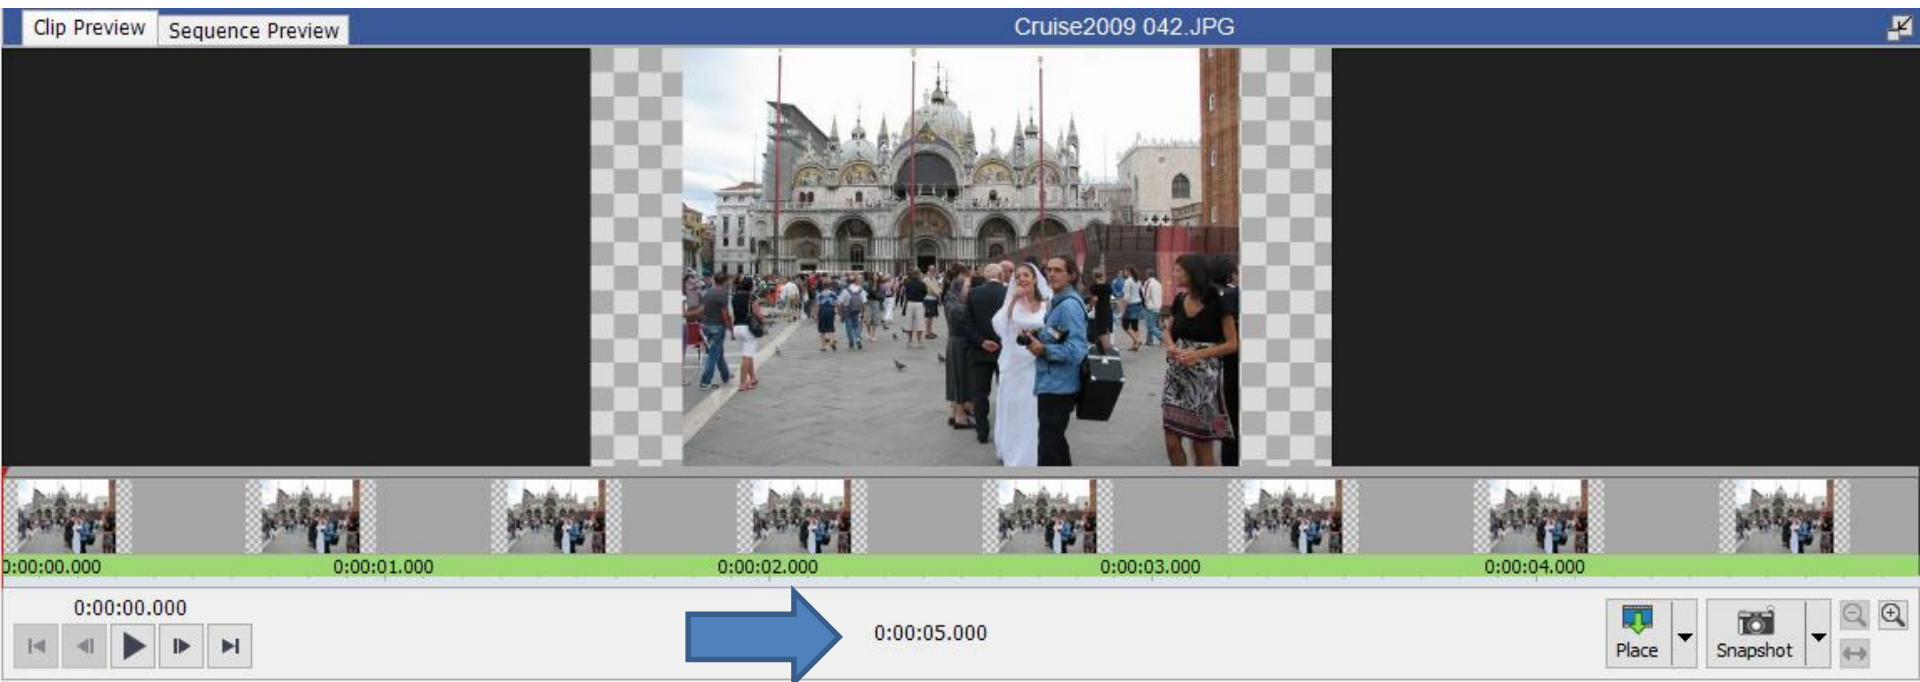 Clip Preview Sequence Preview Cruise2009 042.JPG
0:00:00.000 0:00:01.000 0:00:02.000 0:00:03.000 0:00:04.000
0:00:00.000
0:00:05.000
Place Snapshot